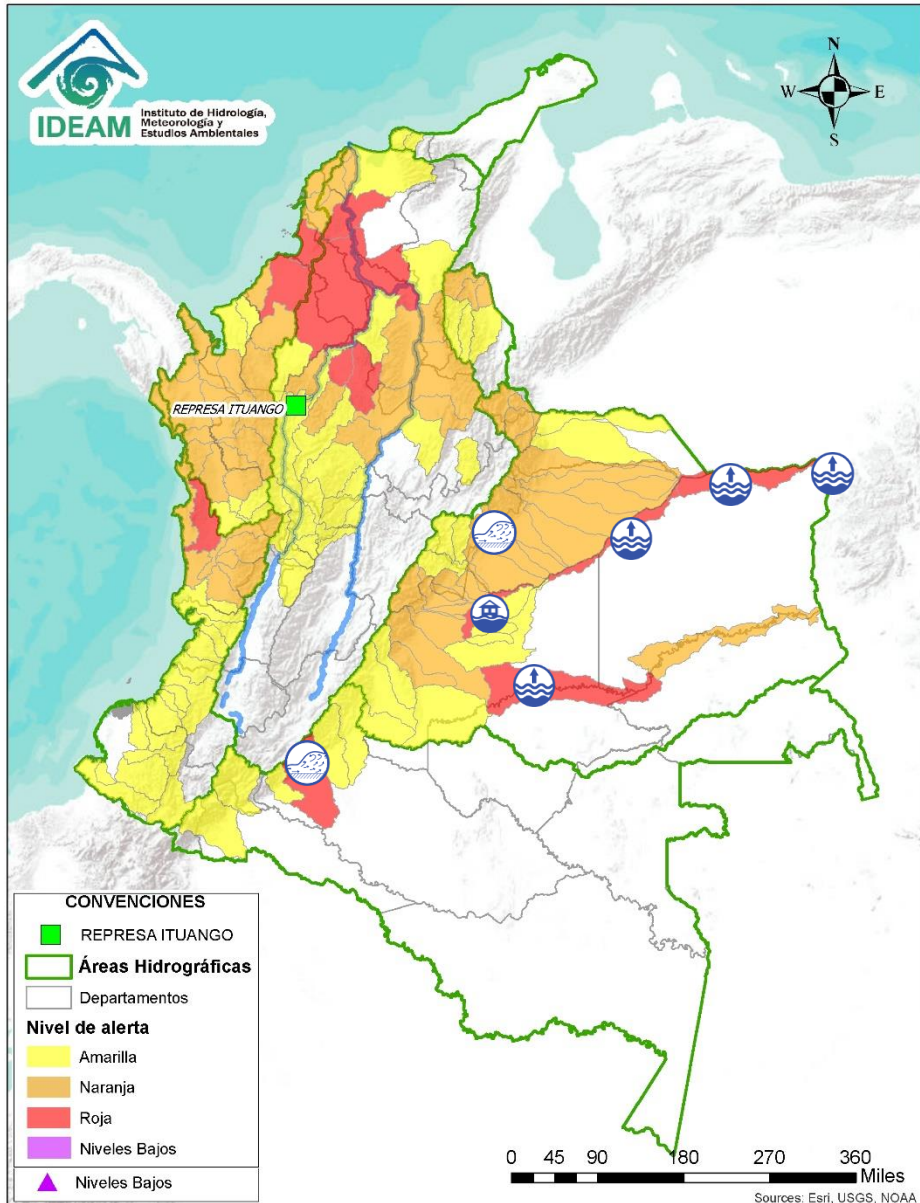 IDEAM
Instituto de Hidrología,
Meteorología y
Estudios Ambientales
N
W
E
S
REPRESA ITUANGO
CONVENCIONES
REPRESA ITUANGO
Áreas Hidrográficas
Departamentos
Nivel de alerta
Amarilla
Naranja
Roja
Niveles Bajos
Niveles Bajos
0 45 90 180 270 360
Miles
Sources: Esri, USGS, NOAA